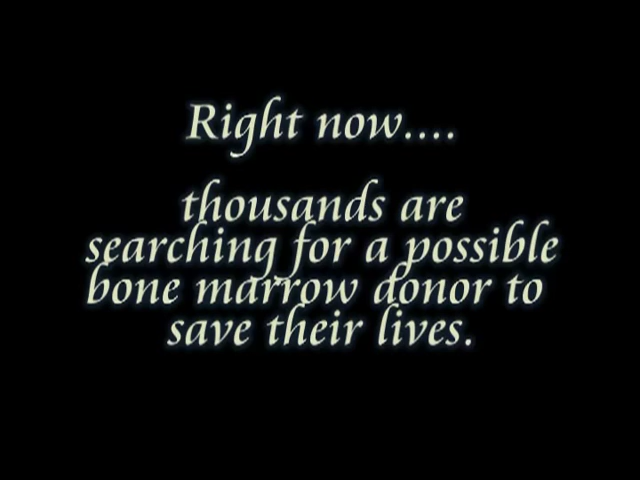 Right now....
thousands are
searching for a possible
bone marrow donor to
save their lives.